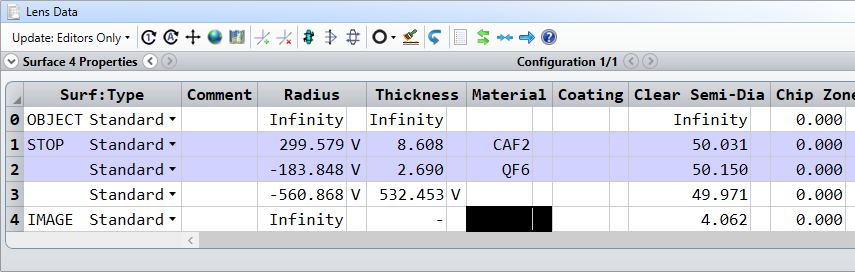 Lens Data
Update: Editors Only
Surface 4 Properties Configuration 1/1
Surf:Type Comment Radius Thickness Material Coating Clear Semi-Dia Chip Zone
0 OBJECT Standard Infinity Infinity Infinity 0.000
1 STOP Standard 299.579 V 8.608 CAF2 50.031 0.000
2 Standard -183.848 V 2.690 QF6 50.150 0.000
3 Standard -560.868 V 532.453 V 49.971 0.000
4 IMAGE Standard Infinity - 4.062 0.000